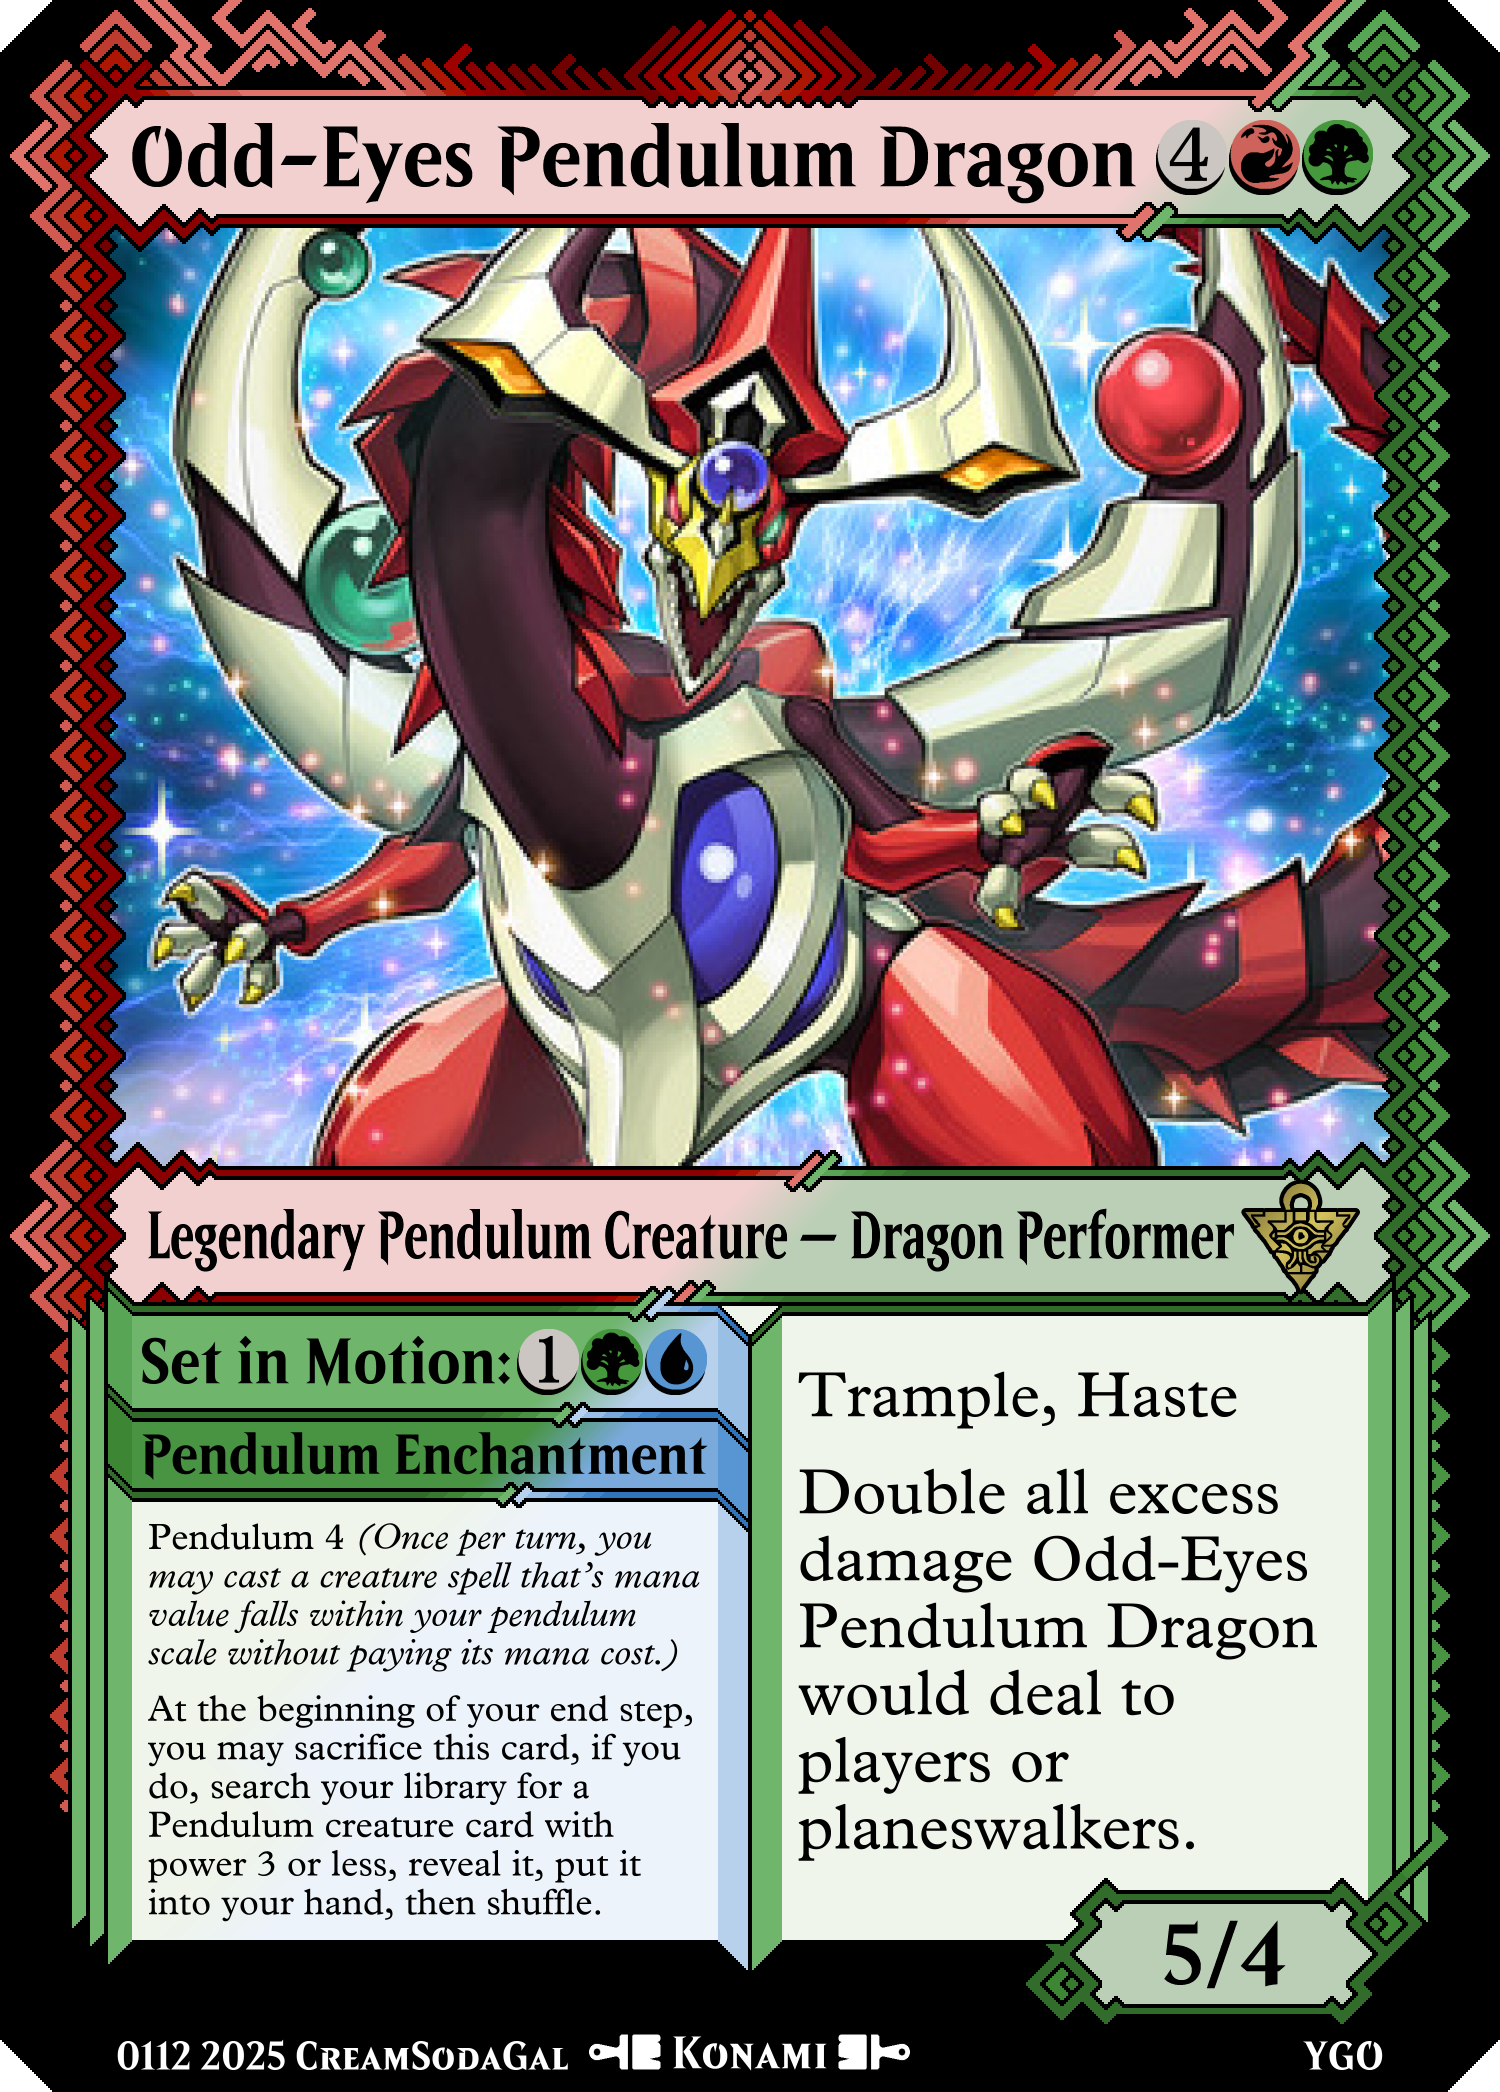 Odd-Eyes Pendulum Dragon 4
Legendary Pendulum Creature — Dragon Performer
Set in Motion: 1
Pendulum Enchantment
Pendulum 4 (Once per turn, you
may cast a creature spell that's mana
value falls within your pendulum
scale without paying its mana cost.)
At the beginning of your end step,
you may sacrifice this card, if you
do, search your library for a
Pendulum creature card with
power 3 or less, reveal it, put it
into your hand, then shuffle.
Trample, Haste
Double all excess
damage Odd-Eyes
Pendulum Dragon
would deal to
players or
planeswalkers.
5/4
0112 2025 CreamSodaGal Konami YGO